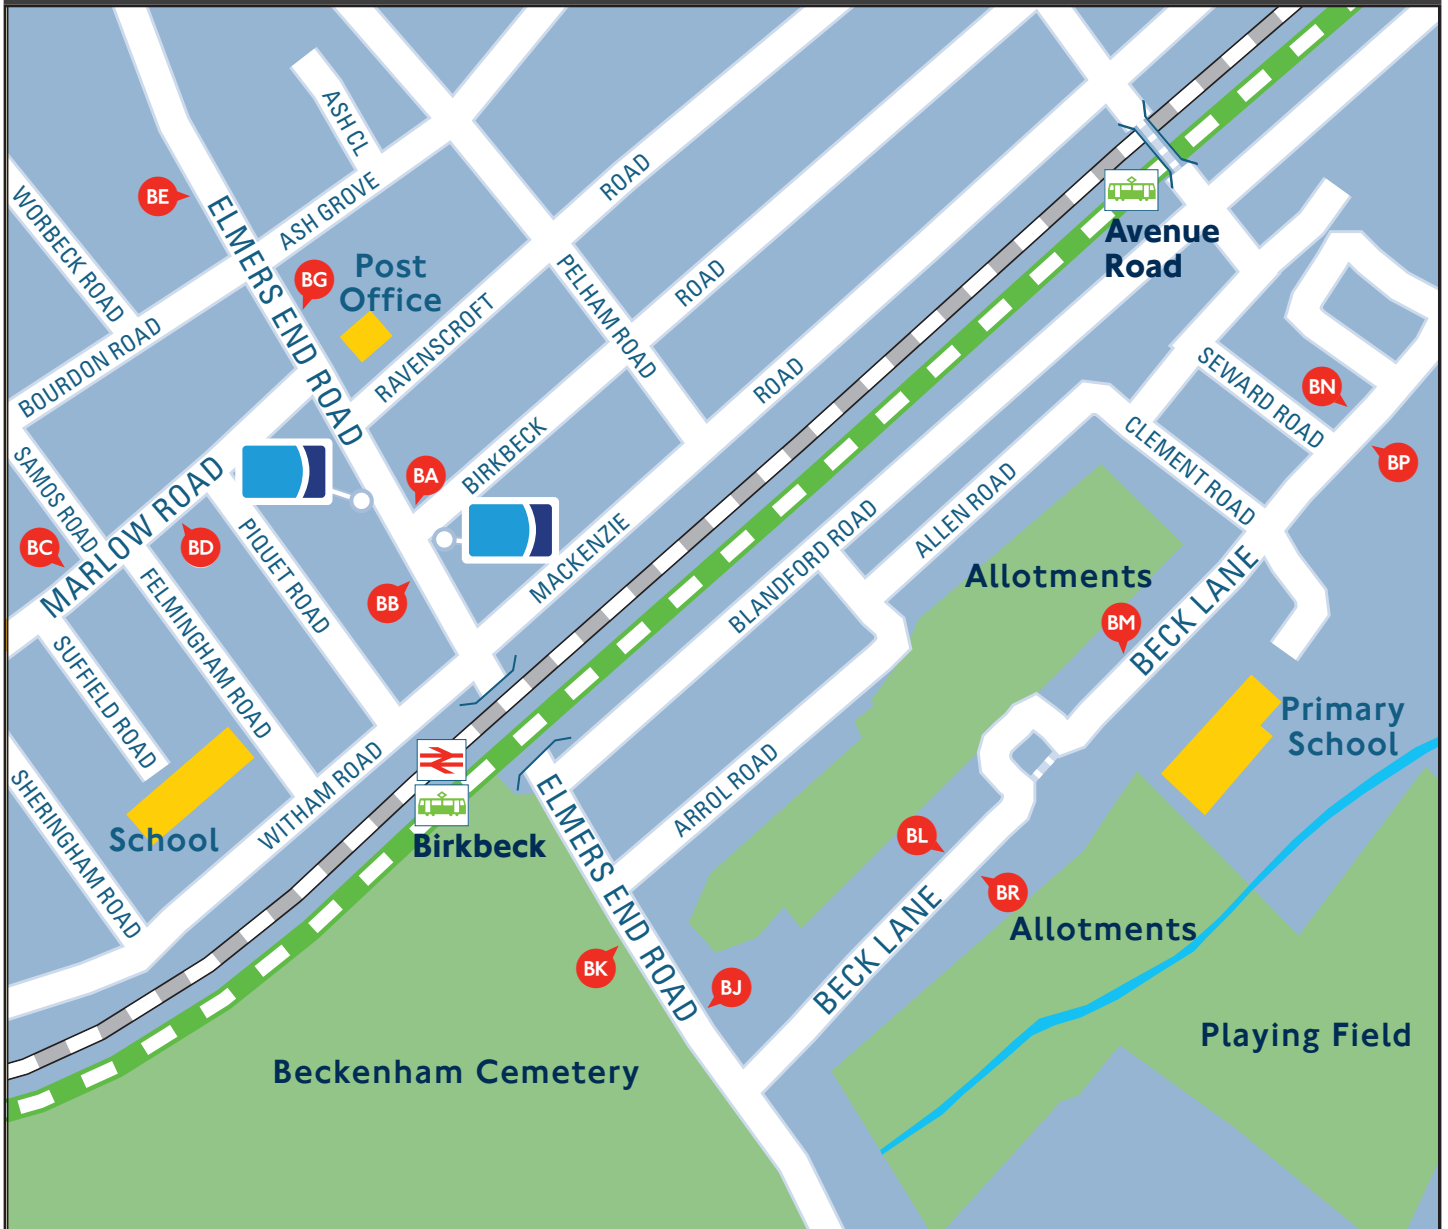 ASH CL
WORBECK ROAD
BE
ELMERS END ROAD
ASH GROVE
BG
Post
Office
ROAD
PELHAM ROAD
ROAD
ROAD
Avenue
Road
BOURDON ROAD
RAVENSCROFT
SEWARD ROAD
BN
CLEMENT ROAD
BP
SAMOS ROAD
MARLOW ROAD
BA
BIRKBECK
BC
BD
PIQUET ROAD
BB
MACKENZIE
BLANDFORD ROAD
ALLEN ROAD
Allotments
BM
BECK LANE
FELMINGHAM ROAD
SUFFIELD ROAD
Primary
School
SHERINGHAM ROAD
School
WITHAM ROAD
Birkbeck
ELMERS END ROAD
ARROL ROAD
BL
BR
Allotments
BECK LANE
BK
BJ
Beckenham Cemetery
Playing Field